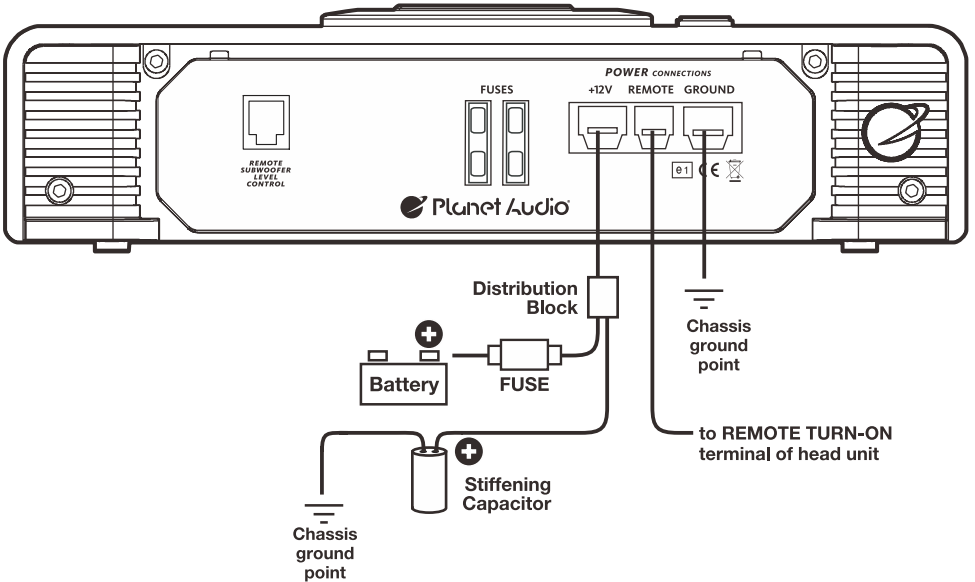 POWER CONNECTIONS
FUSES
+12V REMOTE GROUND
REMOTE
SUBWOOFER
LEVEL
CONTROL
e1 CE
Planet Audio
Distribution
Block
Chassis
ground
point
Battery
FUSE
to REMOTE TURN-ON
terminal of head unit
Stiffening
Capacitor
Chassis
ground
point